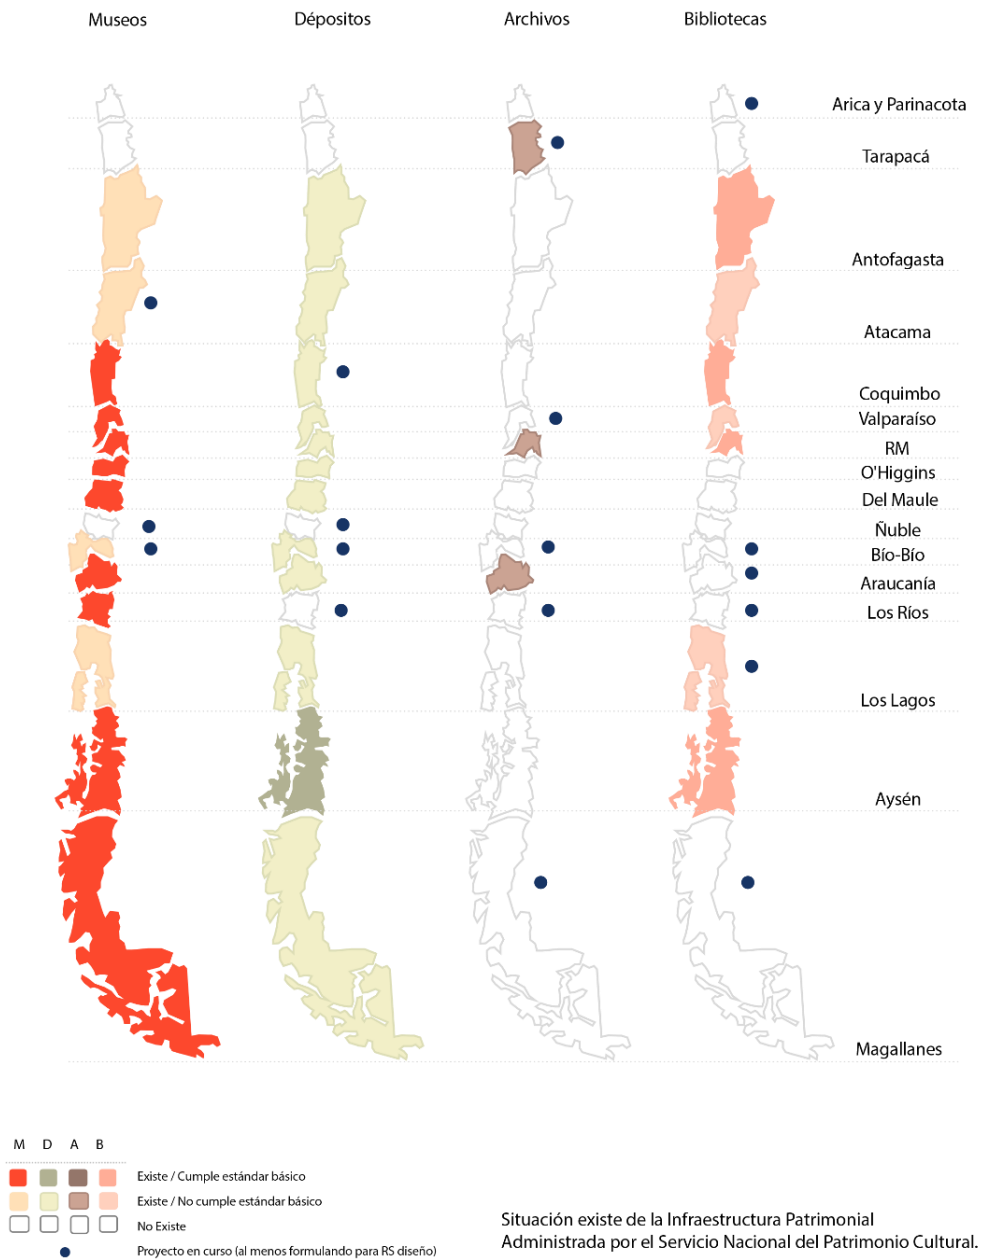 Museos
Dépositos
Archivos
Bibliotecas
Arica y Parinacota
Tarapacá
Antofagasta
Atacama
Coquimbo
Valparaíso
RM
O'Higgins
Del Maule
Ñuble
Bío-Bío
Araucanía
Los Ríos
Los Lagos
Aysén
Magallanes
M D A B
Existe / Cumple estándar básico
Existe / No cumple estándar básico
No Existe
Proyecto en curso (al menos formulando para RS diseño)
Situación existe de la Infraestructura Patrimonial
Administrada por el Servicio Nacional del Patrimonio Cultural.